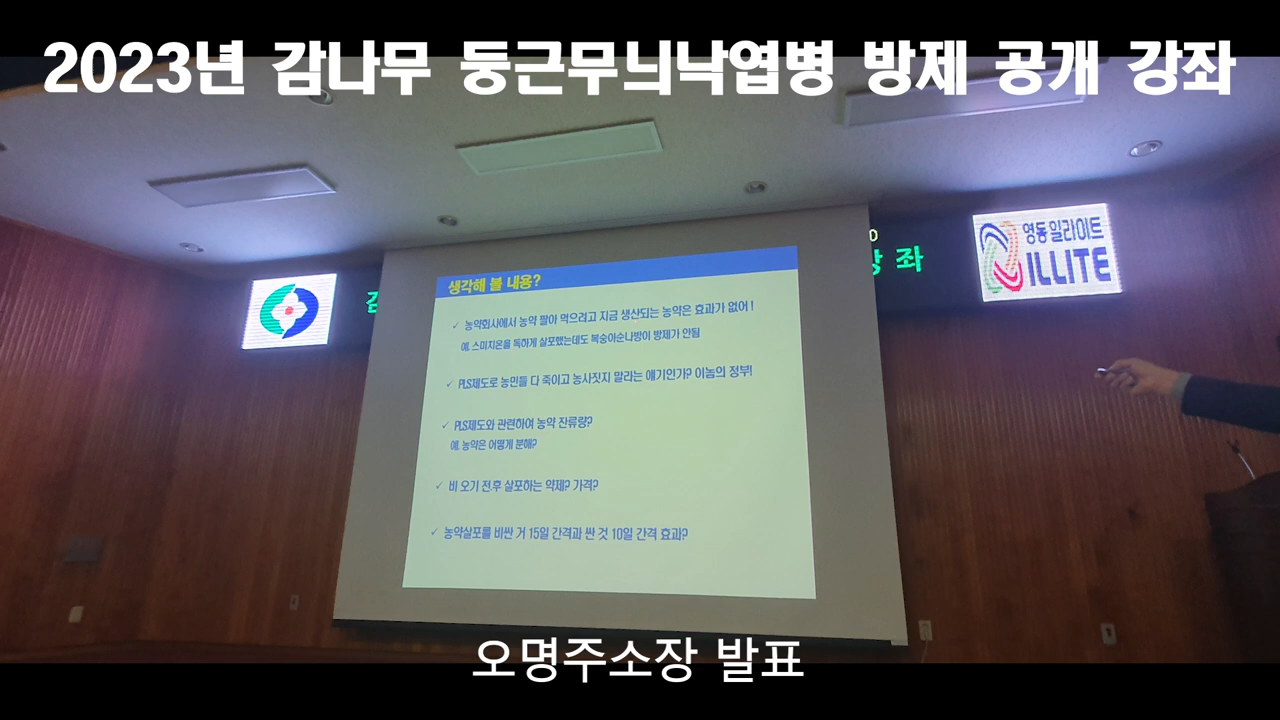 2023년 감나무 둥근무늬낙엽병 방제 공개 강좌
영동 일라이트
ILLITE
강 좌
생각해 볼 내용?
✓ 농약회사에서 농약 팔아 먹으려고 지금 생산되는 농약은 효과가 없어!
예. 스미치온을 독하게 살포했는데도 복숭아순나방이 방제가 안됨
✓ PLS제도로 농민들 다 죽이고 농사짓지 말라는 얘기인가? 이놈의 정부!
✓ PLS제도와 관련하여 농약 잔류량?
예. 농약은 어떻게 분해?
✓ 비 오기 전.후 살포하는 약제? 가격?
✓ 농약살포를 비싼 거 15일 간격과 싼 것 10일 간격 효과?
오명주소장 발표